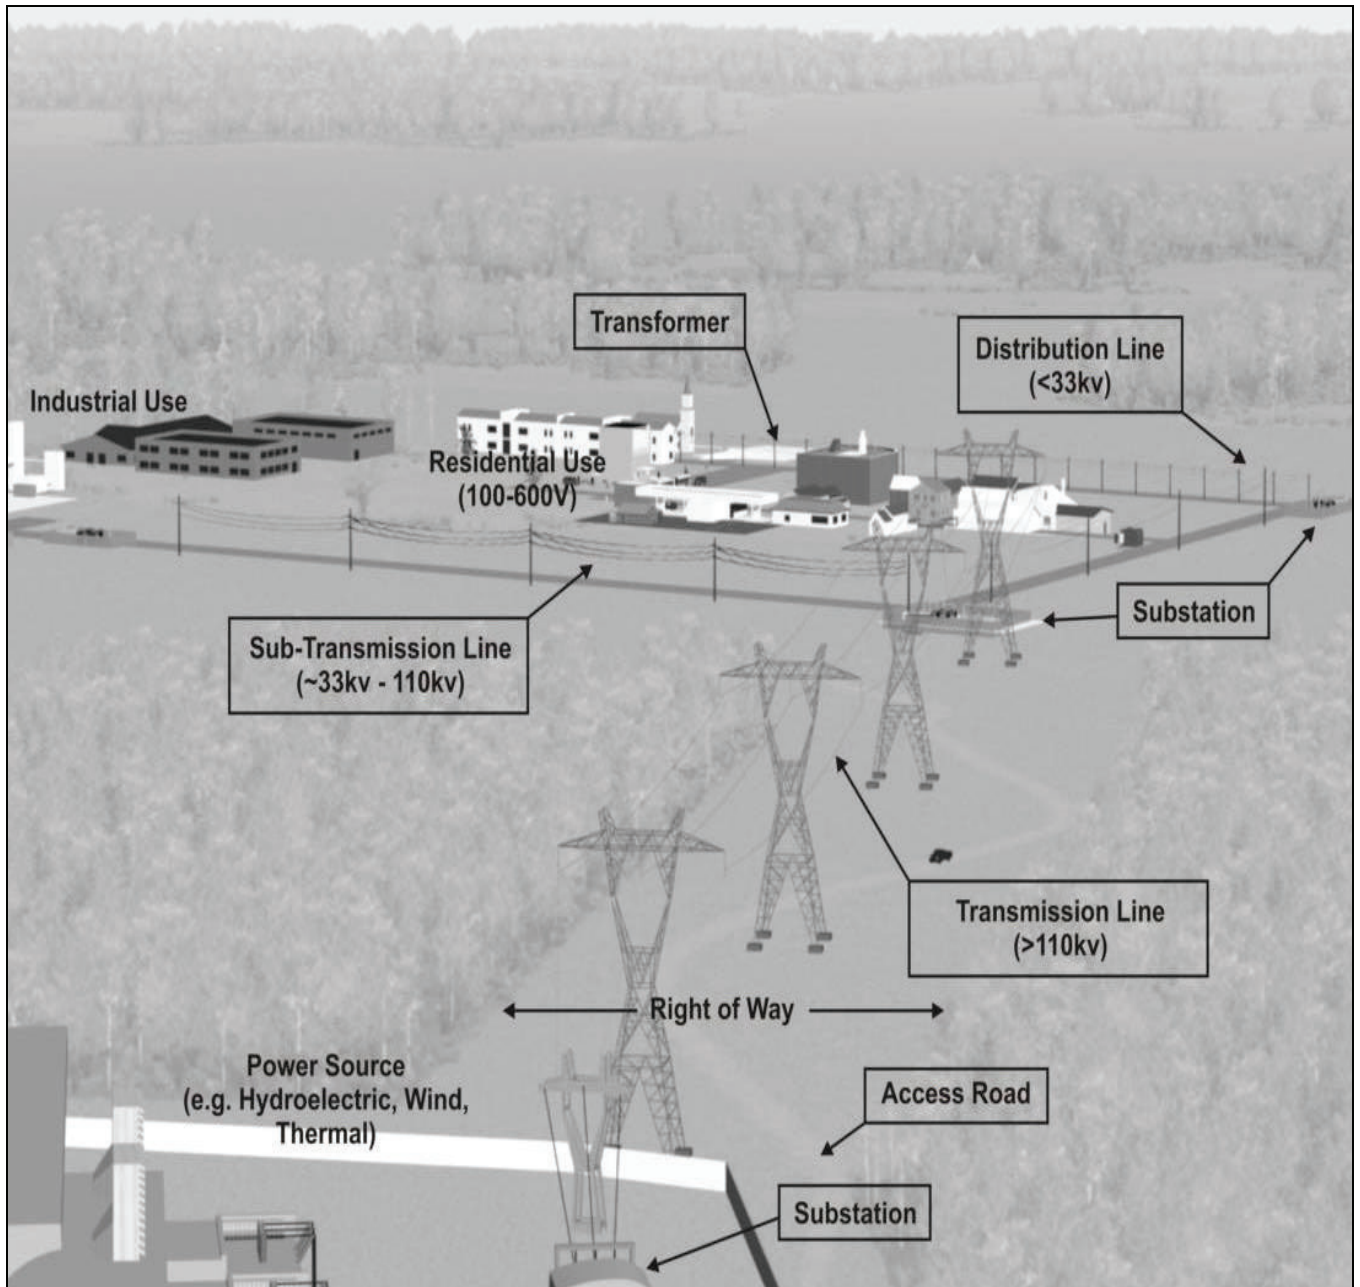 Transformer
Distribution Line
(<33kv)
Industrial Use
Residential Use
(100-600V)
Substation
Sub-Transmission Line
(~33kv - 110kv)
Transmission Line
(>110kv)
Right of Way
Power Source
(e.g. Hydroelectric, Wind,
Thermal)
Access Road
Substation